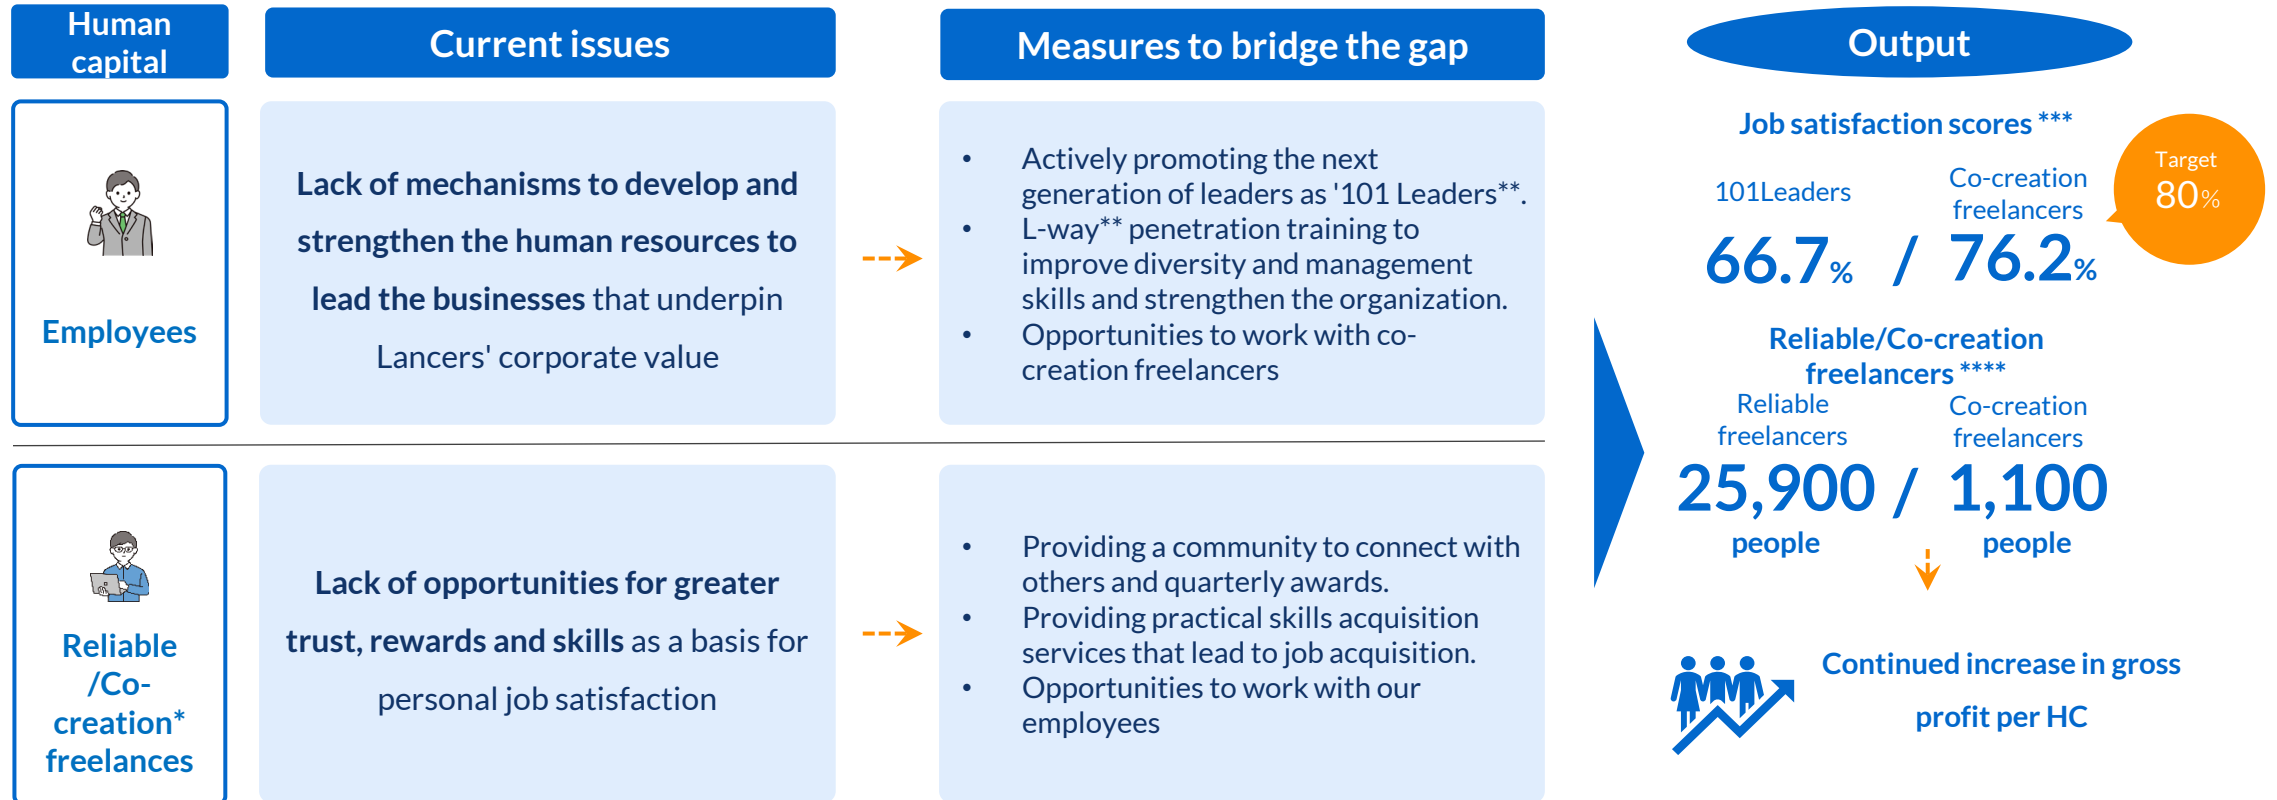 Human
capital
Current issues
Measures to bridge the gap
Output
Employees
Lack of mechanisms to develop and
strengthen the human resources to
lead the businesses that underpin
Lancers' corporate value
• Actively promoting the next
generation of leaders as '101 Leaders**.
• L-way** penetration training to
improve diversity and management
skills and strengthen the organization.
• Opportunities to work with co-
creation freelancers
Reliable
/Co-
creation*
freelances
Lack of opportunities for greater
trust, rewards and skills as a basis for
personal job satisfaction
• Providing a community to connect with
others and quarterly awards.
• Providing practical skills acquisition
services that lead to job acquisition.
• Opportunities to work with our
employees
Job satisfaction scores ***
101Leaders
66.7%
/
Co-creation
freelancers
76.2%
Target
80%
Reliable/Co-creation
freelancers ****
Reliable
freelancers
25,900
people
/
Co-creation
freelancers
1,100
people
Continued increase in gross
profit per HC